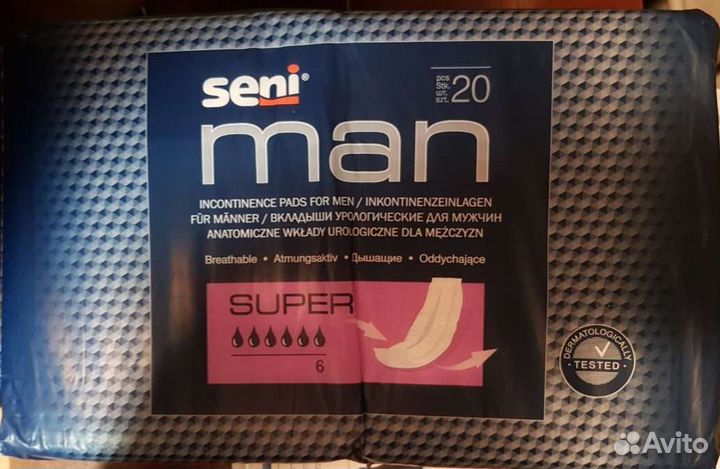 seni®
pcs
Stk.
шт.
szt.
20
man
INCONTINENCE PADS FOR MEN / INKONTINENZEINLAGEN
FÜR MÄNNER / ВКЛАДЫШИ УРОЛОГИЧЕСКИЕ ДЛЯ МУЖЧИН
ANATOMICZNE WKŁADY UROLOGICZNE DLA MĘŻCZYZN
Breathable • Atmungsaktiv • Дышащие • Oddychające
SUPER
6
DERMATOLOGICALLY
TESTED
Avito